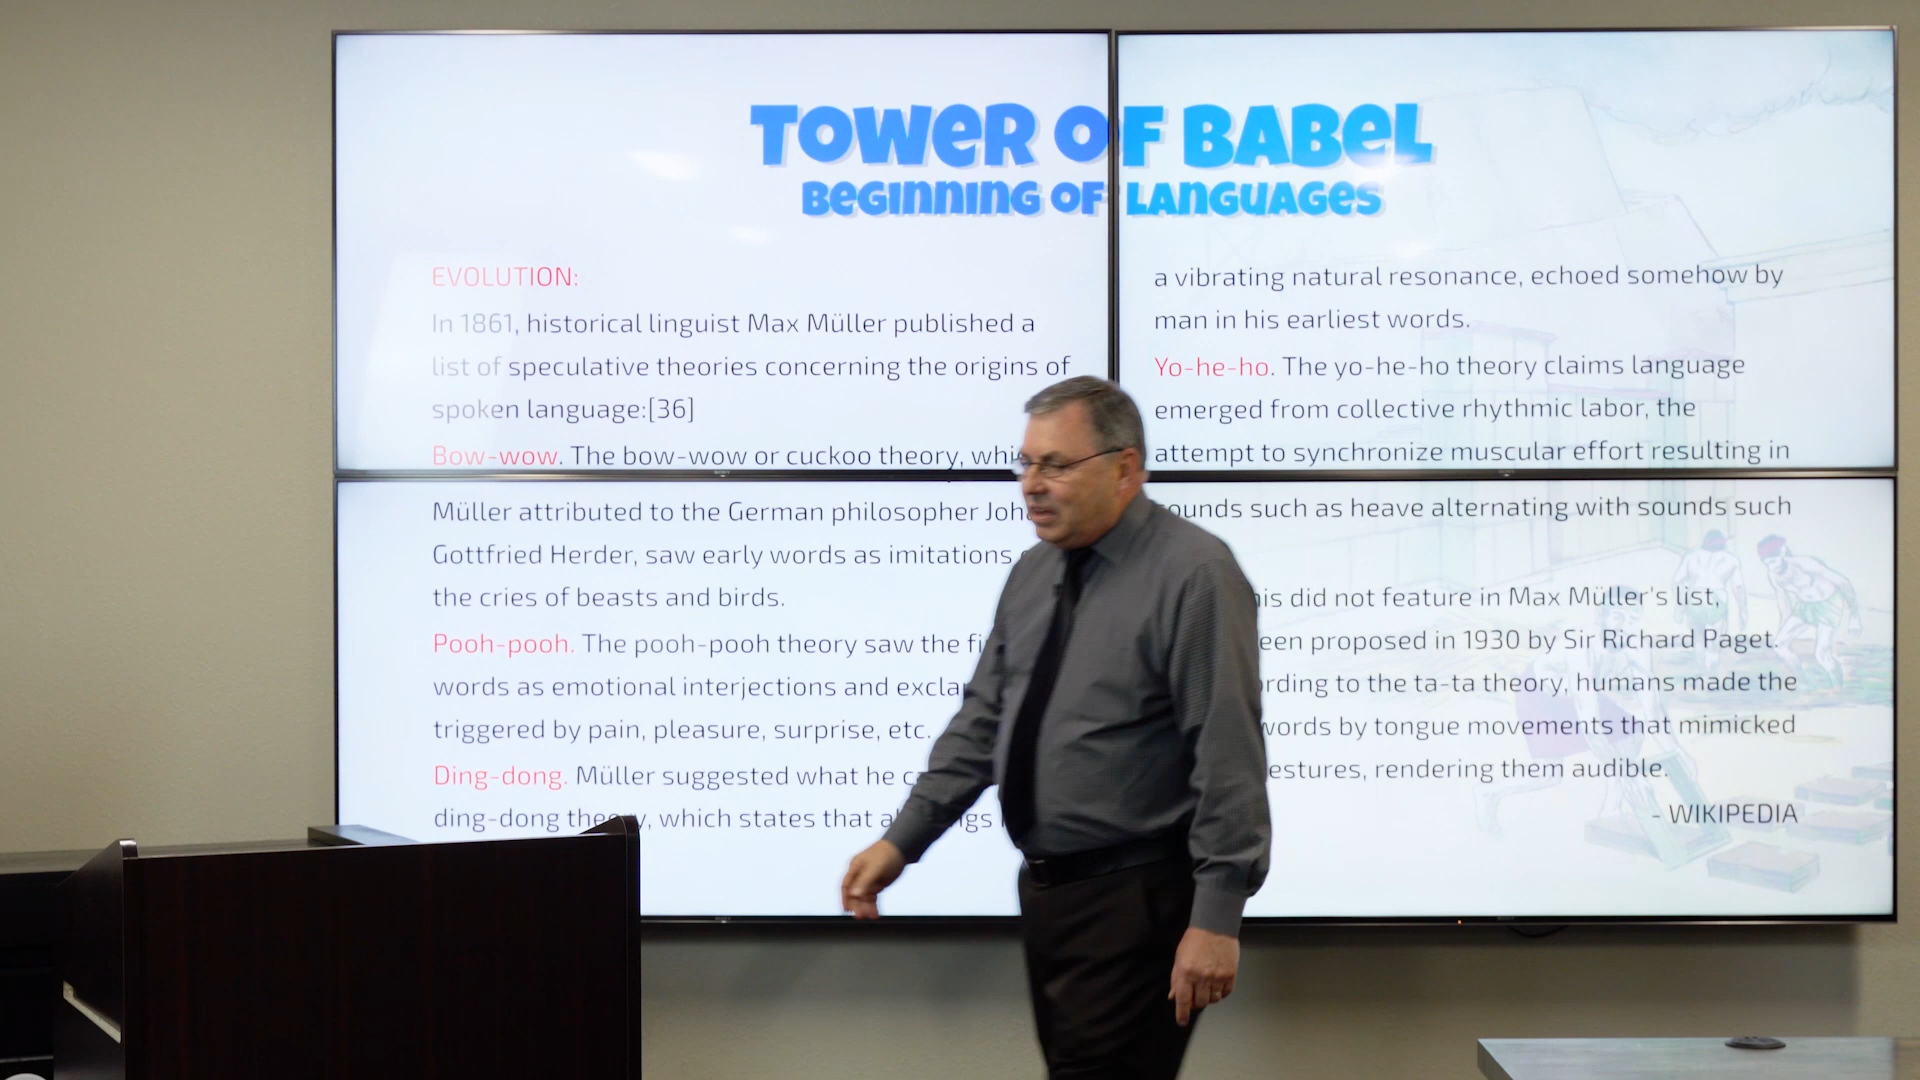 TOWER OF BABEL
BEGINNING OF LANGUAGES
EVOLUTION:
In 1861, historical linguist Max Müller published a
list of speculative theories concerning the origins of
spoken language:[36]
Bow-wow. The bow-wow or cuckoo theory,
Müller attributed to the German philosopher
Gottfried Herder, saw early words as imitations
the cries of beasts and birds.
Pooh-pooh. The pooh-pooh theory saw the
words as emotional interjections and
triggered by pain, pleasure, surprise, etc.
Ding-dong. Müller suggested what he
ding-dong theory, which states that
a vibrating natural resonance, echoed somehow by
man in his earliest words.
Yo-he-ho. The yo-he-ho theory claims language
emerged from collective rhythmic labor, the
attempt to synchronize muscular effort resulting in
sounds such as heave alternating with sounds such
did not feature in Max Müller's list,
proposed in 1930 by Sir Richard Paget.
to the ta-ta theory, humans made the
words by tongue movements that mimicked
rendering them audible.
- WIKIPEDIA